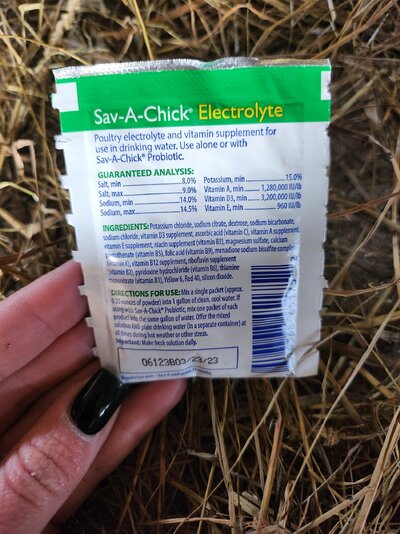 Sav-A-Chick® Electrolyte
Poultry electrolyte and vitamin supplement for
use in drinking water. Use alone or with
Sav-A-Chick® Probiotic.
GUARANTEED ANALYSIS:
Salt, min ........ 8.0% Potassium, min ........ 15.0%
Salt, max ........ 9.0% Vitamin A, min ..... 1,280,000 IU/lb
Sodium, min ........ 14.0% Vitamin D3, min ..... 3,200,000 IU/lb
Sodium, max ........ 14.5% Vitamin E, min ........ 960 IU/lb
INGREDIENTS: Potassium chloride, sodium citrate, dextrose, sodium bicarbonate,
sodium chloride, vitamin D3 supplement, ascorbic acid (vitamin C), vitamin A supplement,
vitamin E supplement, niacin supplement (vitamin B3), magnesium sulfate, calcium
(vitamin B5), folic acid (vitamin B9), menadione sodium bisulfite complex
vitamin B12 supplement, riboflavin supplement
(vitamin B2), pyridoxine hydrochloride (vitamin B6), thiamine
mononitrate (vitamin B1), Yellow 6, Red 40, silicon dioxide.
DIRECTIONS FOR USE: Mix a single packet (approx.
0.25 ounces of powder) into 1 gallon of clean, cool water. If
using with Sav-A-Chick® Probiotic, mix one packet of each
product into the same gallon of water. Offer the mixed
solution AND plain drinking water (in a separate container) at
all times during hot weather or other stress.
Important: Make fresh solution daily.
06123B03/23/23